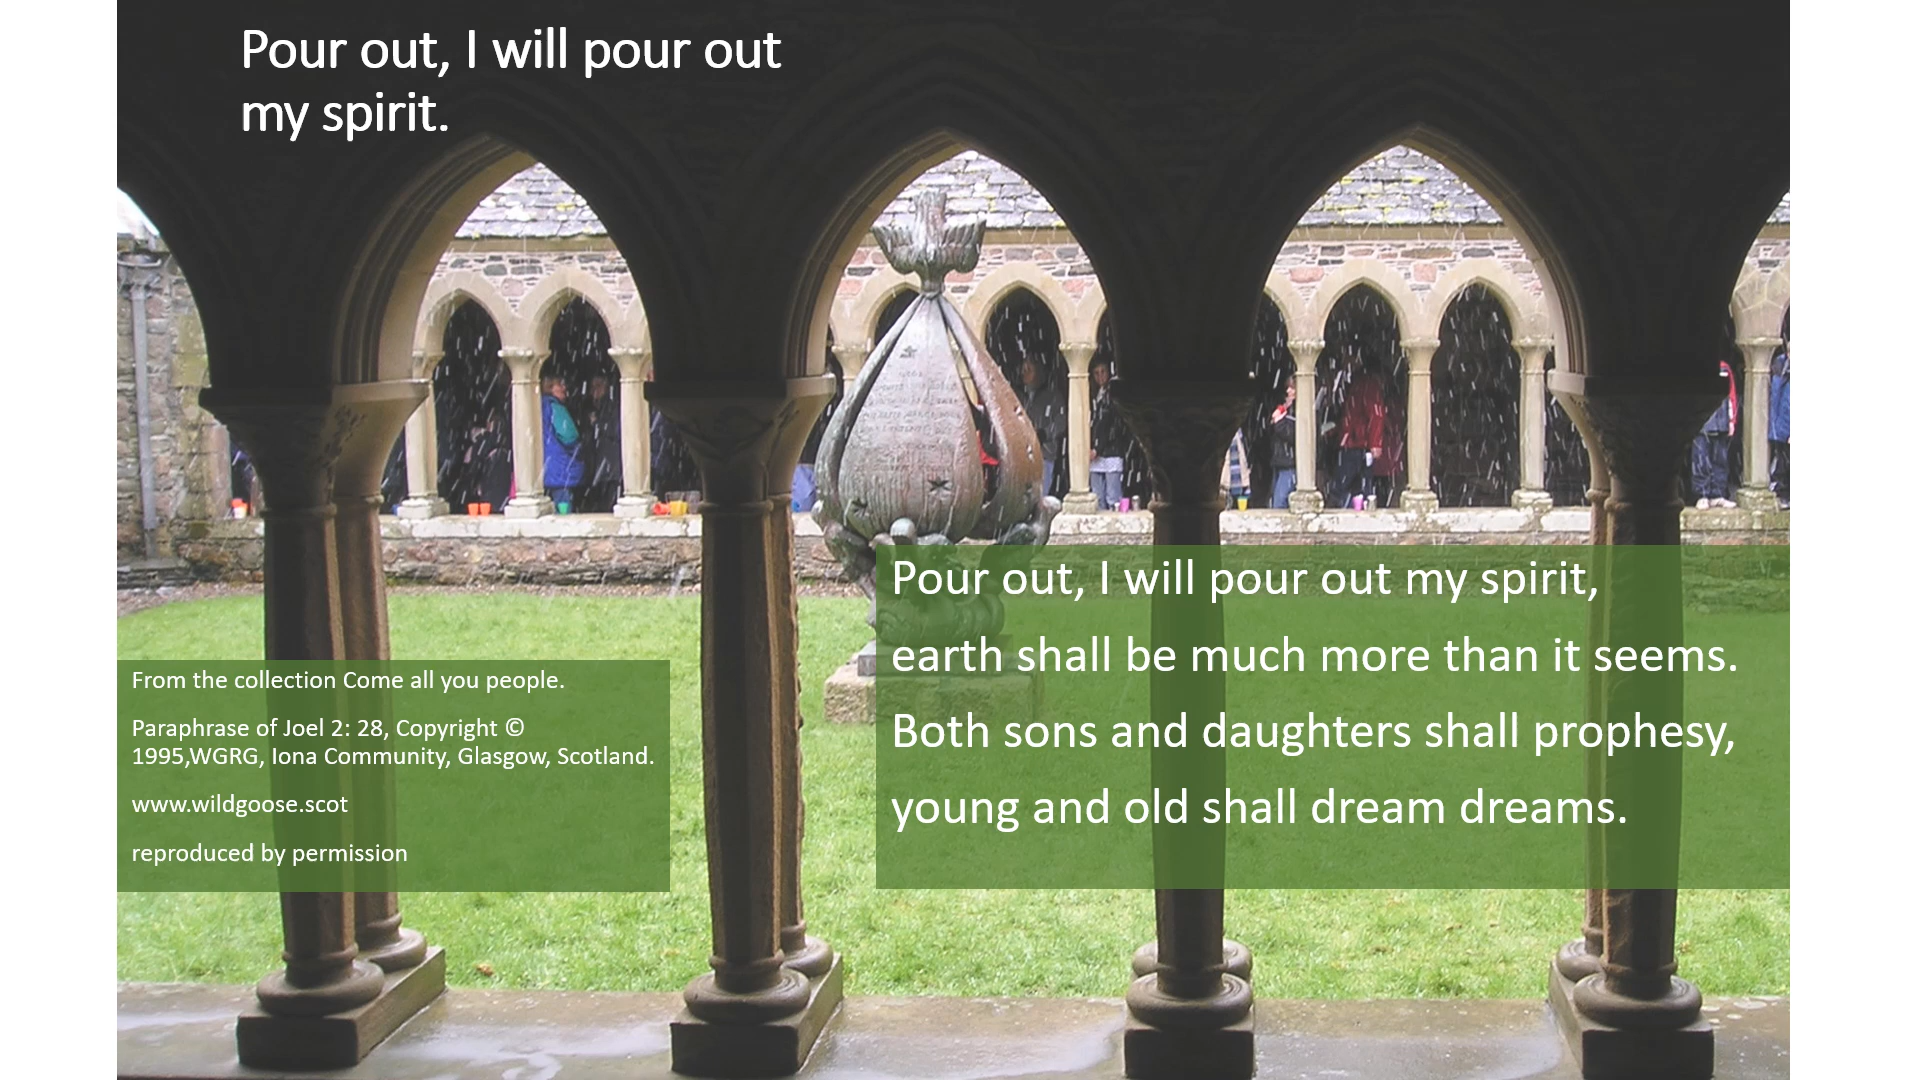 Pour out, I will pour out
my spirit.
Pour out, I will pour out my spirit,
earth shall be much more than it seems.
Both sons and daughters shall prophesy,
young and old shall dream dreams.
From the collection Come all you people.
Paraphrase of Joel 2: 28, Copyright ©
1995,WGRG, Iona Community, Glasgow, Scotland.
www.wildgoose.scot
reproduced by permission